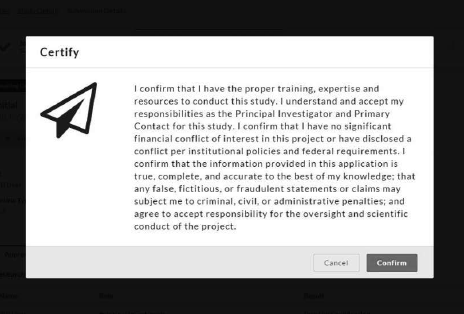 Certify
I confirm that I have the proper training, expertise and
resources to conduct this study. I understand and accept my
responsibilities as the Principal Investigator and Primary
Contact for this study. I confirm that I have no significant
financial conflict of interest in this project or have disclosed a
conflict per institutional policies and federal requirements. I
confirm that the information provided in this application is
true, complete, and accurate to the best of my knowledge; that
any false, fictitious, or fraudulent statements or claims may
subject me to criminal, civil, or administrative penalties; and
agree to accept responsibility for the oversight and scientific
conduct of the project.
Cancel Confirm